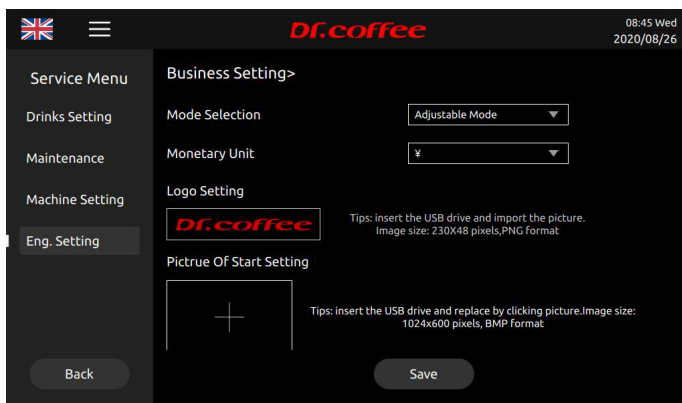 Dr.coffee
08:45 Wed
2020/08/26
Service Menu
Drinks Setting
Maintenance
Machine Setting
Eng. Setting
Back
Business Setting>
Mode Selection
Adjustable Mode
Monetary Unit
¥
Logo Setting
Dr.coffee
Tips: insert the USB drive and import the picture.
Image size: 230X48 pixels,PNG format
Pictrue Of Start Setting
Tips: insert the USB drive and replace by clicking picture.Image size:
1024x600 pixels, BMP format
Save